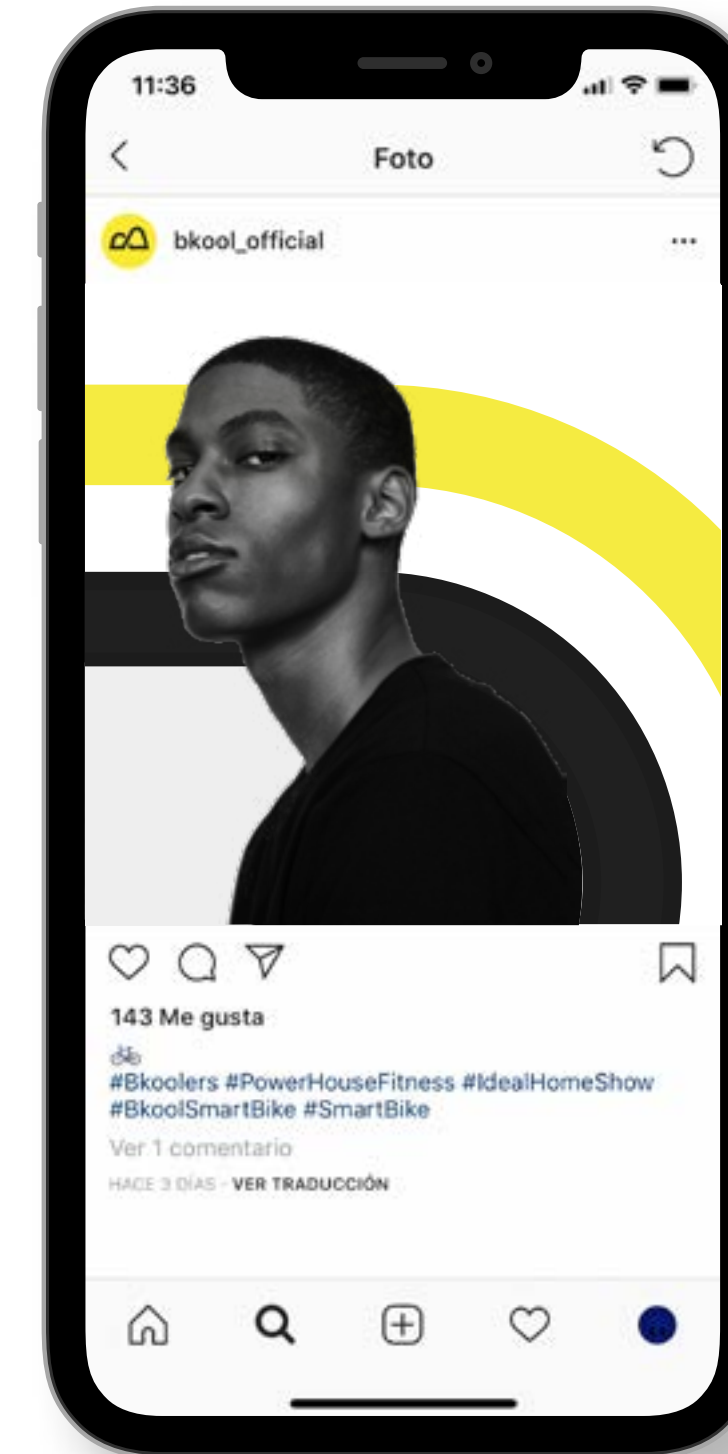 11:36
Foto
bkool_official
143 Me gusta
#Bkoolers #PowerHouseFitness #IdealHomeShow
#BkoolSmartBike #SmartBike
Ver 1 comentario
HACE 3 DÍAS · VER TRADUCCIÓN